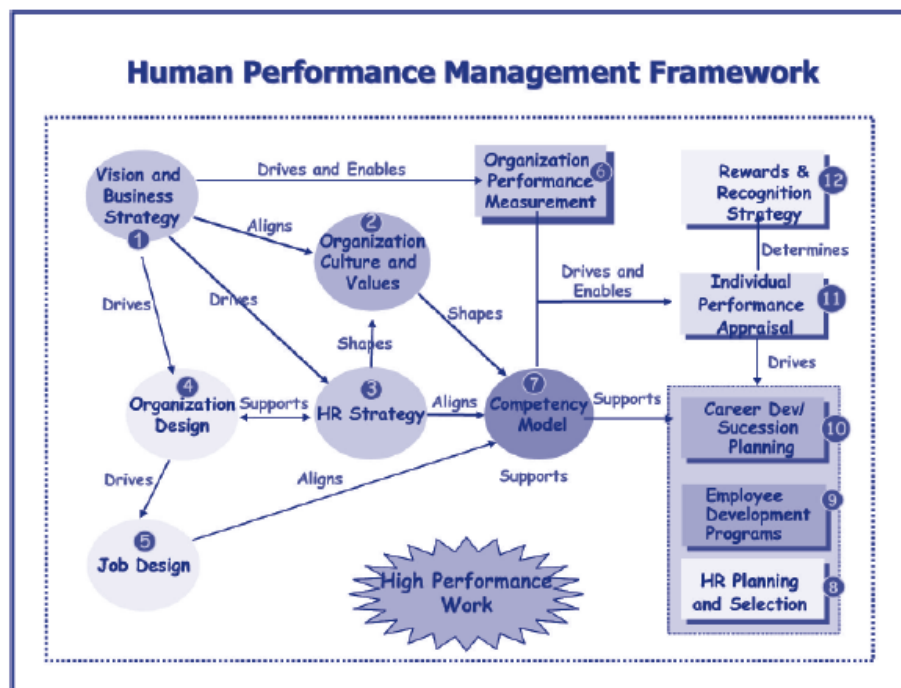 Human Performance Management Framework
Vision and
Business
Strategy
1
Drives and Enables
Organization
Performance
Measurement
6
Rewards &
Recognition
Strategy
12
Aligns
2
Organization
Culture and
Values
Determines
Drives and
Enables
Individual
Performance
Appraisal
11
Drives
Drives
Shapes
Shapes
Drives
4
Organization
Design
Supports
3
HR Strategy
Aligns
7
Competency
Model
Supports
Career Dev/
Sucession
Planning
10
Drives
Aligns
Supports
Employee
Development
Programs
9
5
Job Design
High Performance
Work
HR Planning
and Selection
8